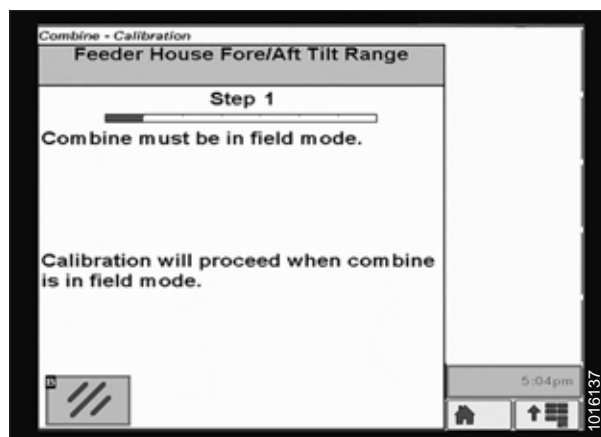 Combine - Calibration
Feeder House Fore/Aft Tilt Range
Step 1
Combine must be in field mode.
Calibration will proceed when combine
is in field mode.
5:04pm
1016137